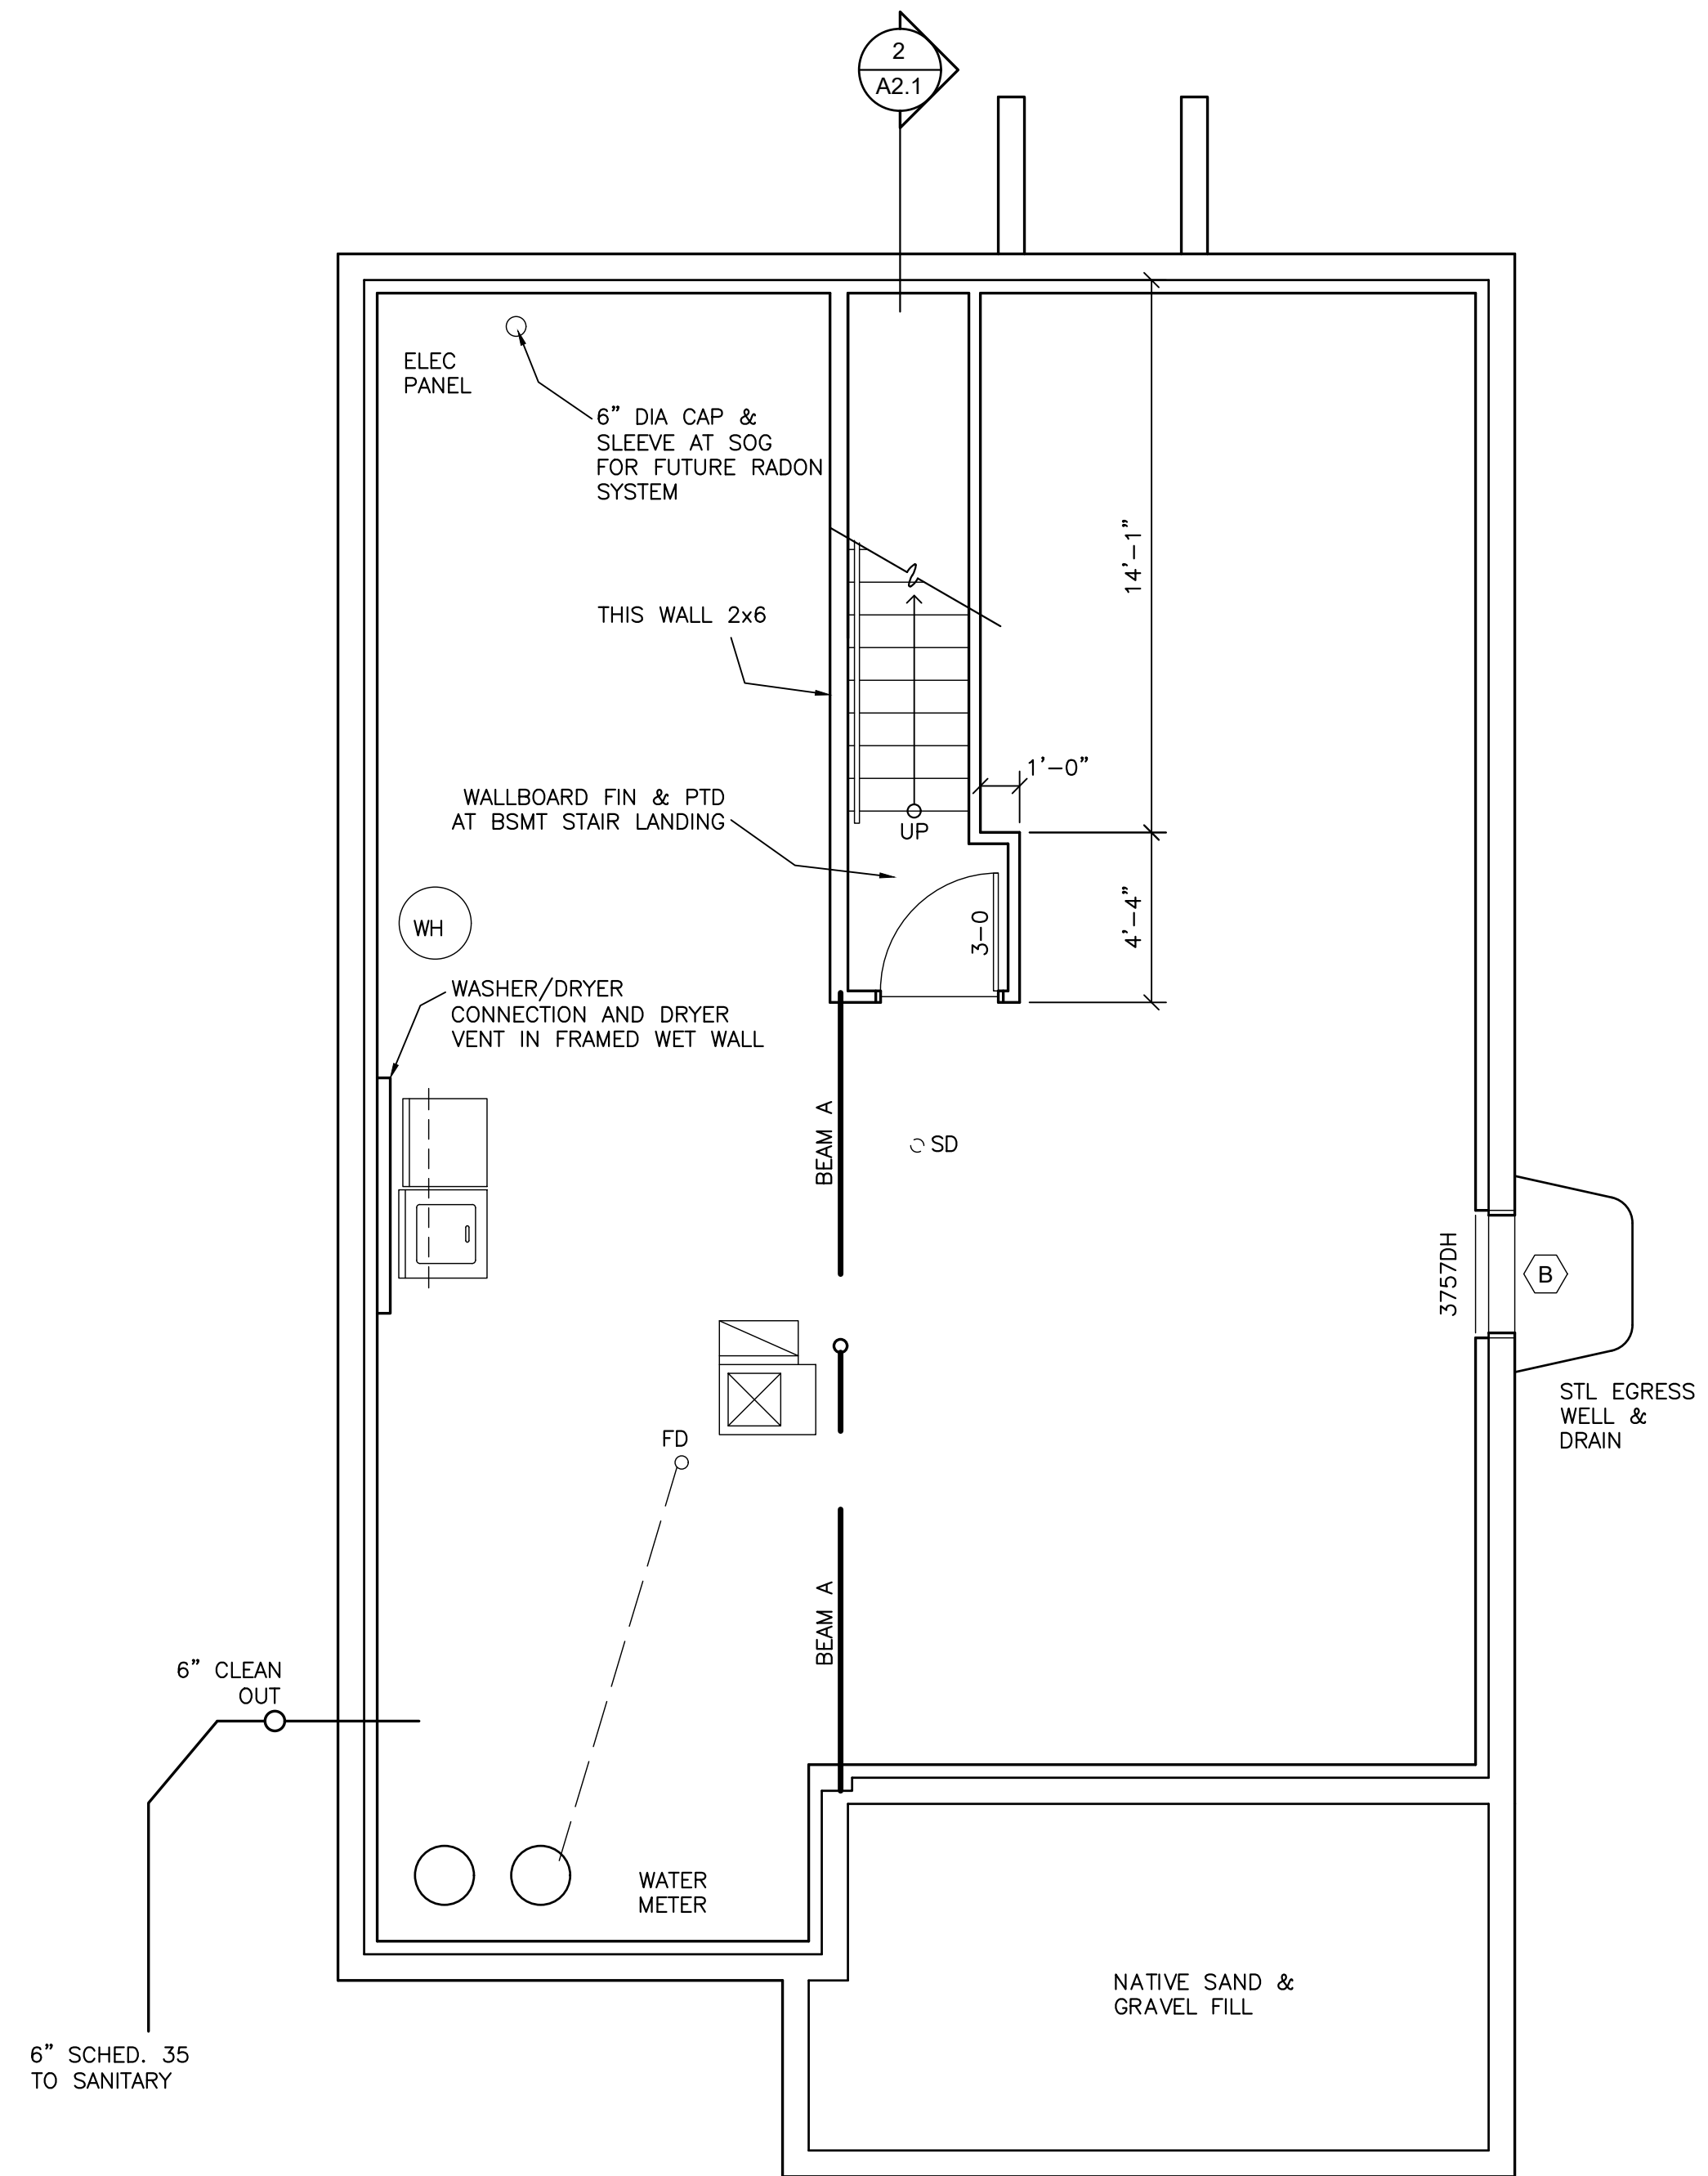 2
A2.1
ELEC
PANEL
6” DIA CAP &
SLEEVE AT SOG
FOR FUTURE RADON
SYSTEM
14’-1”
THIS WALL 2x6
1’-0”
WALLBOARD FIN & PTD
AT BSMT STAIR LANDING
UP
4’-4”
3-0
WH
WASHER/DRYER
CONNECTION AND DRYER
VENT IN FRAMED WET WALL
BEAM A
SD
3757DH
B
STL EGRESS
WELL &
DRAIN
FD
BEAM A
6” CLEAN
OUT
WATER
METER
NATIVE SAND &
GRAVEL FILL
6” SCHED. 35
TO SANITARY